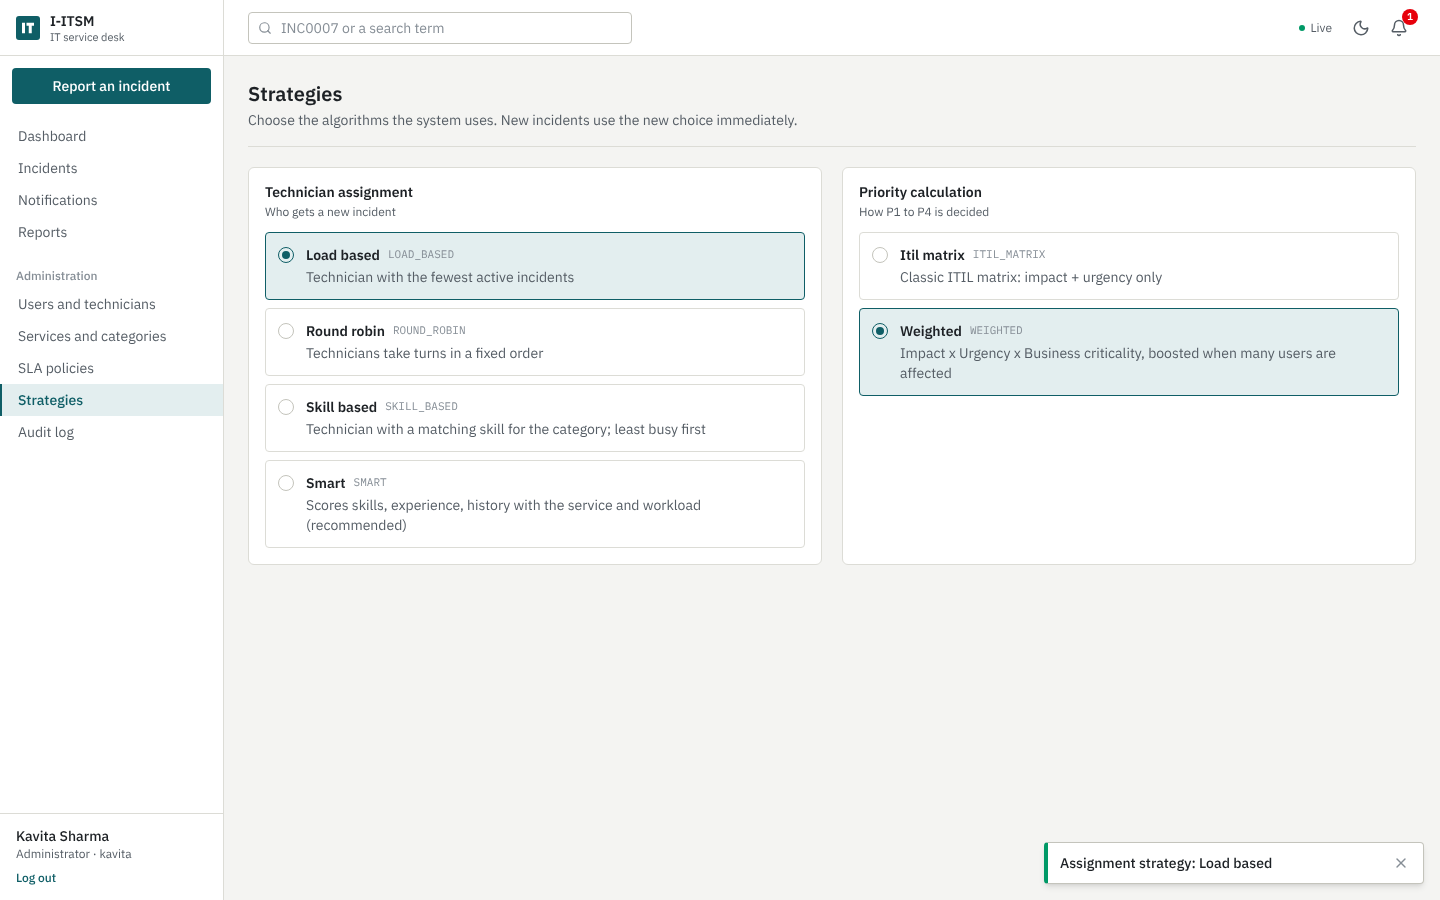 IT
I-ITSM
IT service desk
INC0007 or a search term
Live
1
Report an incident
Dashboard
Incidents
Notifications
Reports
Administration
Users and technicians
Services and categories
SLA policies
Strategies
Audit log
Kavita Sharma
Administrator · kavita
Log out
Strategies
Choose the algorithms the system uses. New incidents use the new choice immediately.
Technician assignment
Who gets a new incident
Load based LOAD_BASED
Technician with the fewest active incidents
Round robin ROUND_ROBIN
Technicians take turns in a fixed order
Skill based SKILL_BASED
Technician with a matching skill for the category; least busy first
Smart SMART
Scores skills, experience, history with the service and workload
(recommended)
Priority calculation
How P1 to P4 is decided
Itil matrix ITIL_MATRIX
Classic ITIL matrix: impact + urgency only
Weighted WEIGHTED
Impact x Urgency x Business criticality, boosted when many users are
affected
Assignment strategy: Load based